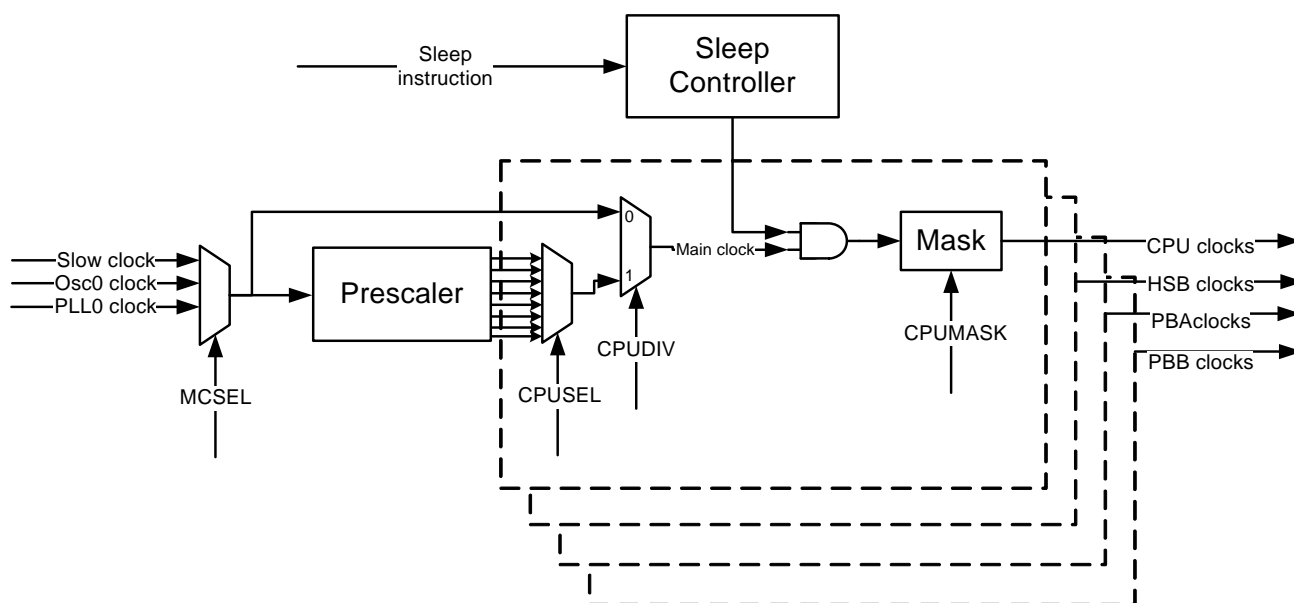 Sleep
instruction
Sleep
Controller
0
1
Slow clock
Osc0 clock
PLL0 clock
Prescaler
Main clock
Mask
CPU clocks
HSB clocks
PBAclocks
PBB clocks
MCSEL
CPUSEL
CPUDIV
CPUMASK